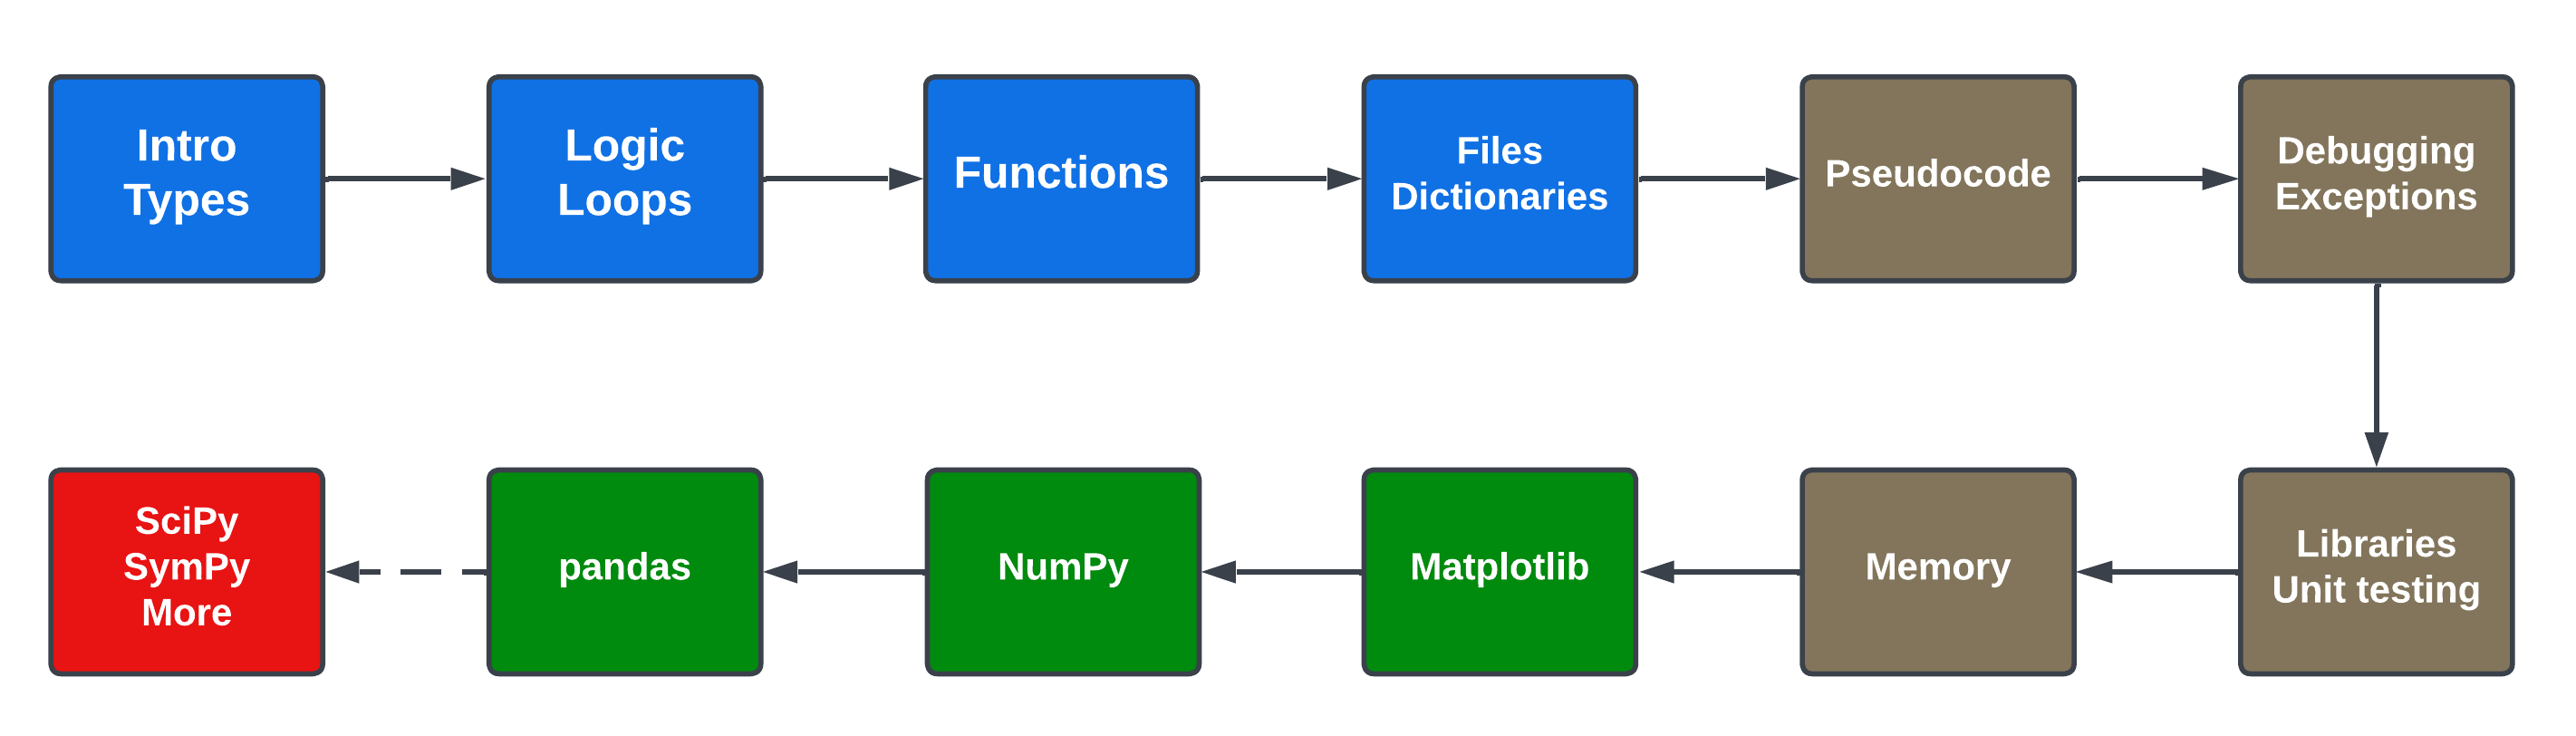 Intro
Types
Logic
Loops
Functions
Files
Dictionaries
Pseudocode
Debugging
Exceptions
Libraries
Unit testing
Memory
Matplotlib
NumPy
pandas
SciPy
SymPy
More